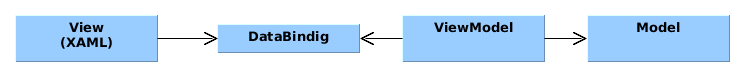 View
(XAML)
DataBindig
ViewModel
Model